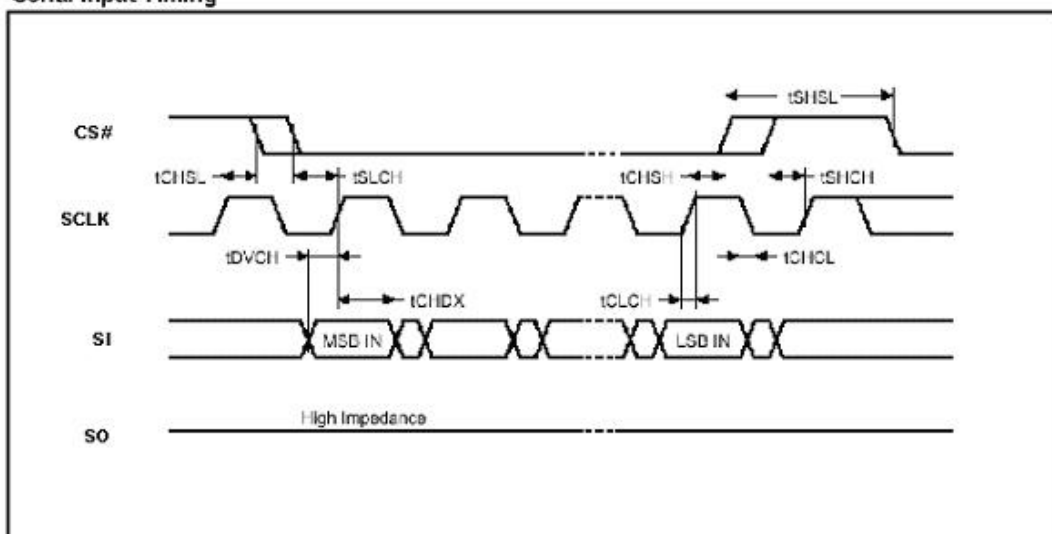 Serial Input Timing
tSHSL
CS#
tCHSL
tSLCH
tCHSH
tSHCH
SCLK
tDVCH
tCHCL
tCHDX
tCLCH
SI
MSB IN
LSB IN
High Impedance
SO